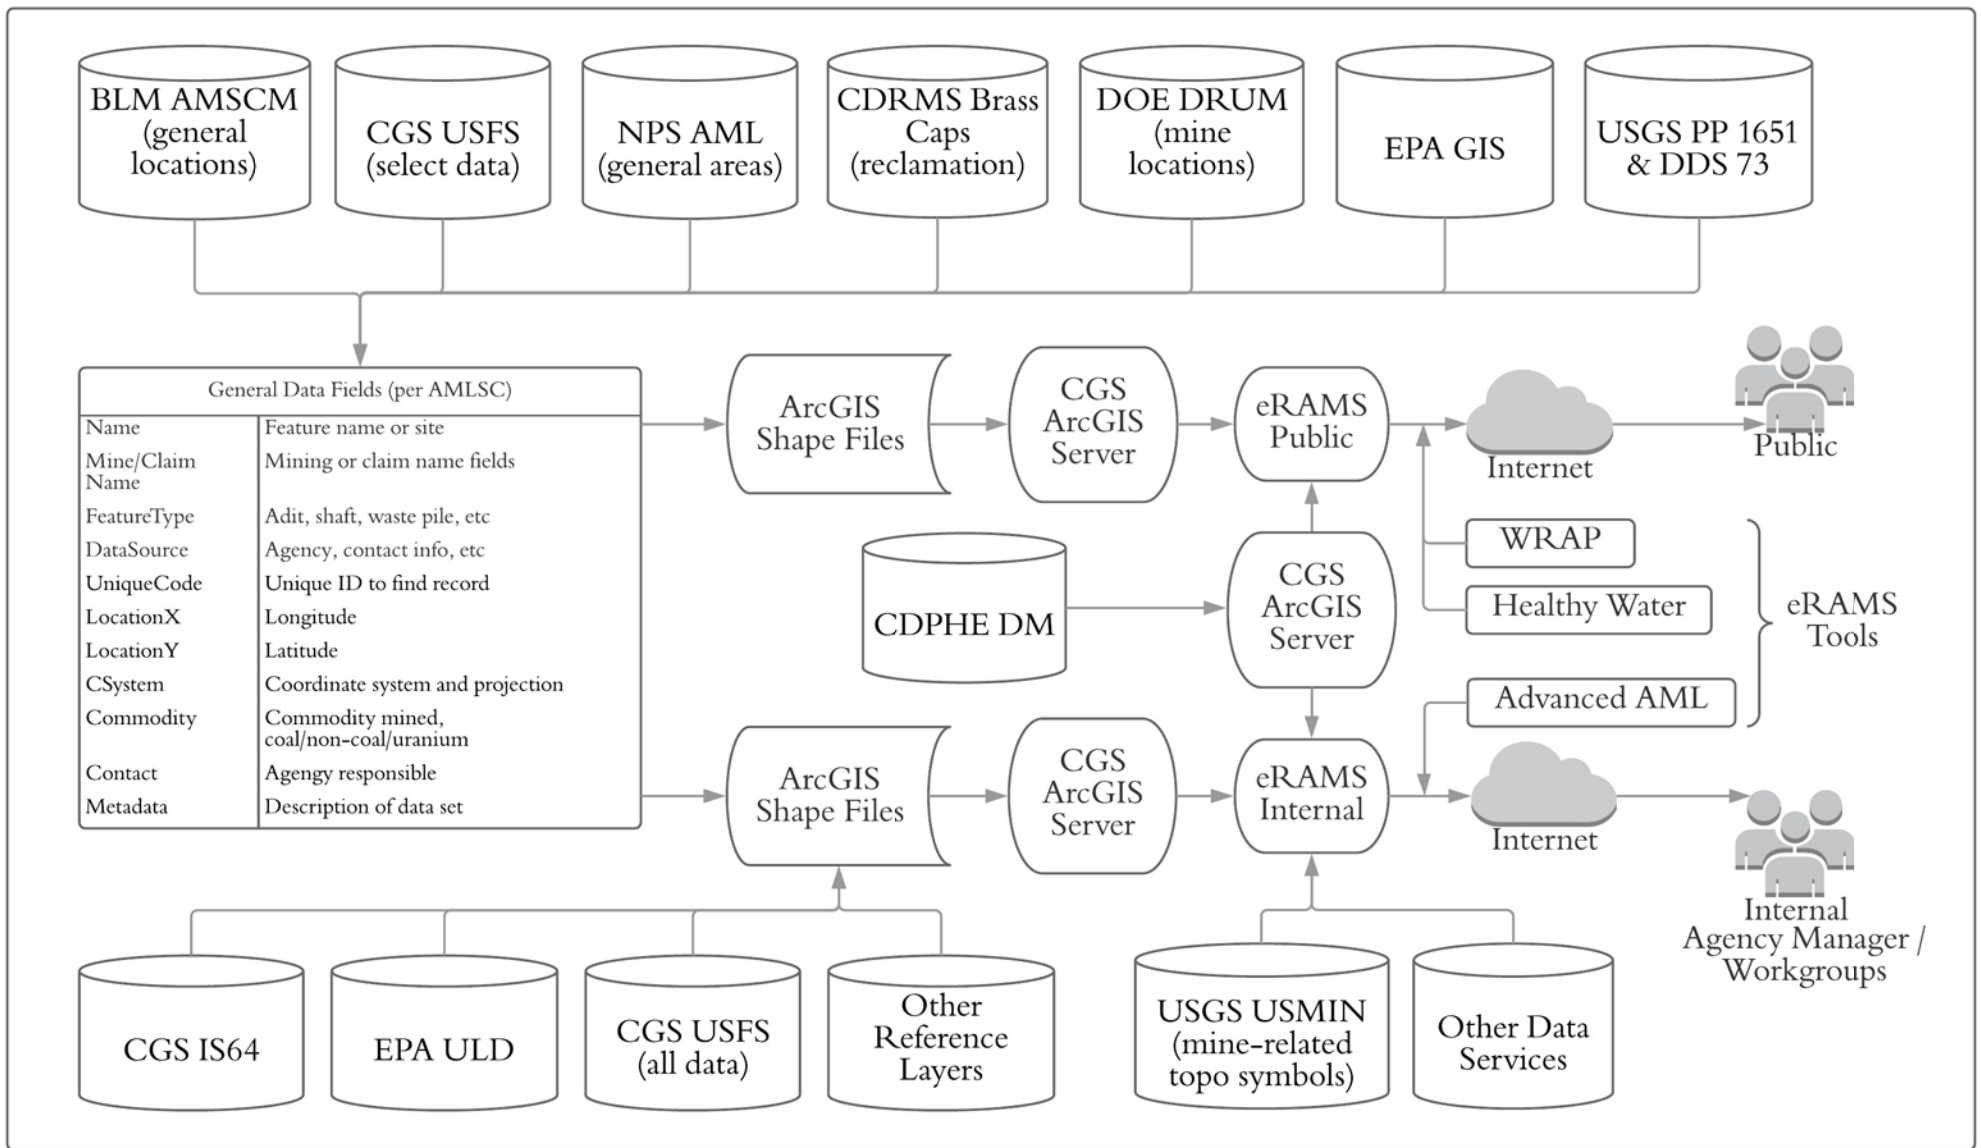 BLM AMSCM
(general
locations)
CGS USFS
(select data)
NPS AML
(general areas)
CDRMS Brass
Caps
(reclamation)
DOE DRUM
(mine
locations)
EPA GIS
USGS PP 1651
& DDS 73
General Data Fields (per AMLSC)
Name
Feature name or site
Mine/Claim
Name
Mining or claim name fields
FeatureType
Adit, shaft, waste pile, etc
DataSource
Agency, contact info, etc
UniqueCode
Unique ID to find record
LocationX
Longitude
LocationY
Latitude
CSystem
Coordinate system and projection
Commodity
Commodity mined,
coal/non-coal/uranium
Contact
Agengy responsible
Metadata
Description of data set
ArcGIS
Shape Files
CGS
ArcGIS
Server
eRAMS
Public
Internet
Public
CDPHE DM
CGS
ArcGIS
Server
WRAP
Healthy Water
Advanced AML
eRAMS
Tools
ArcGIS
Shape Files
CGS
ArcGIS
Server
eRAMS
Internal
Internet
Internal
Agency Manager /
Workgroups
CGS IS64
EPA ULD
CGS USFS
(all data)
Other
Reference
Layers
USGS USMIN
(mine-related
topo symbols)
Other Data
Services